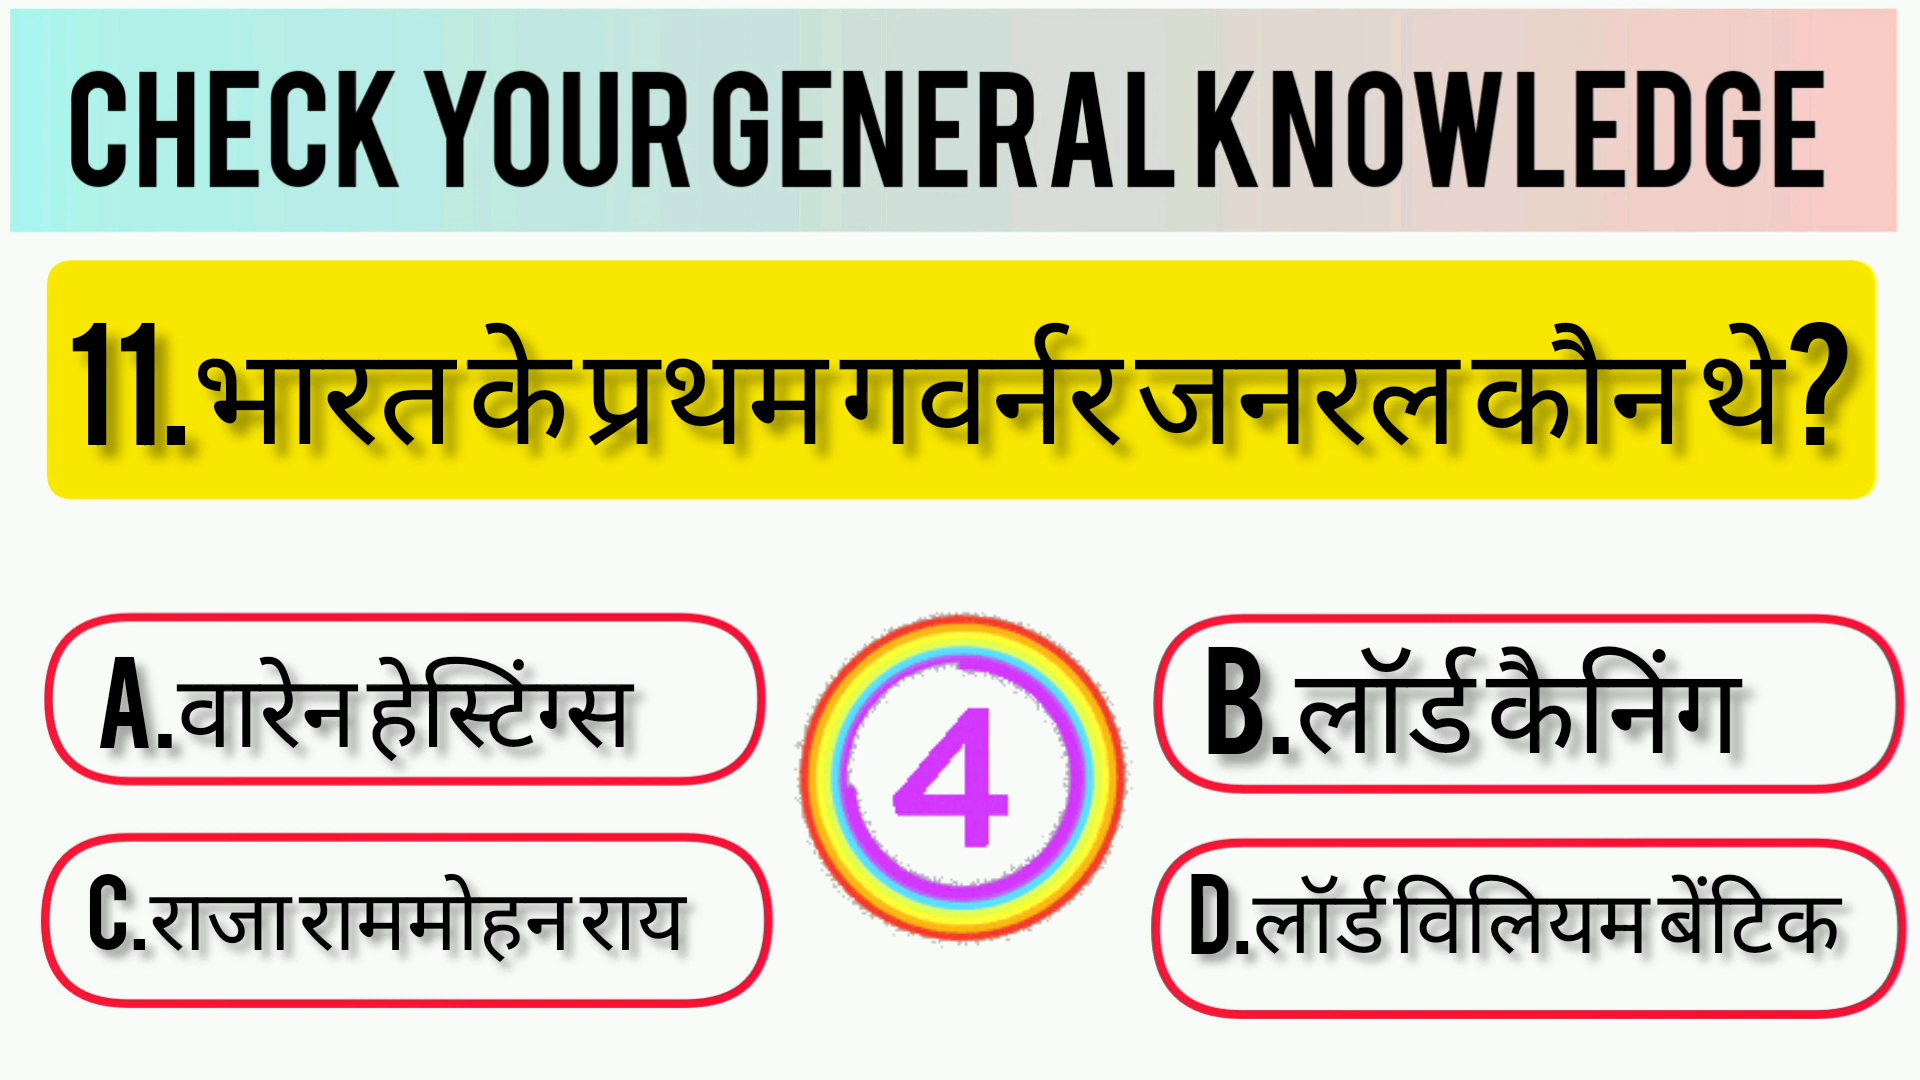 CHECK YOUR GENERAL KNOWLEDGE
11. भारत के प्रथम गवर्नर जनरल कौन थे?
A. वारेन हेस्टिंग्स
B. लॉर्ड कैनिंग
4
C. राजा राममोहन राय
D. लॉर्ड विलियम बेंटिक